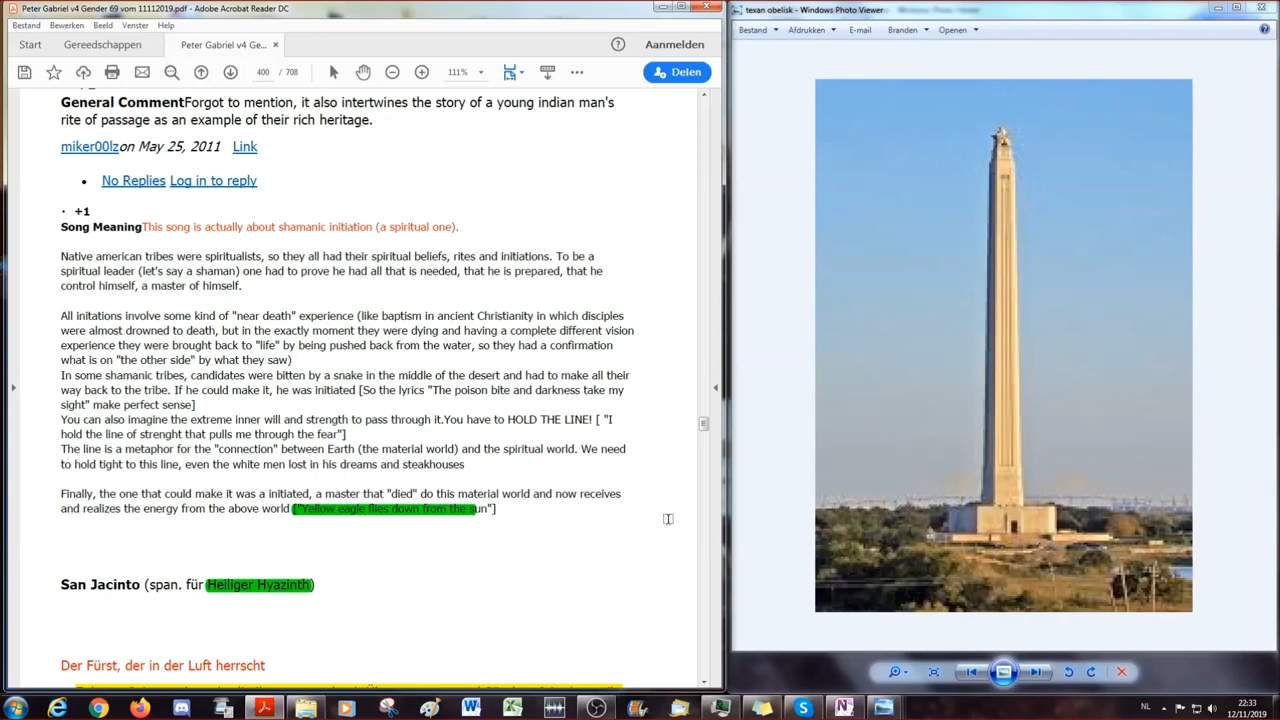 Peter Gabriel v4 Gender 69 vom 11112019.pdf - Adobe Acrobat Reader DC
Bestand Bewerken Beeld Venster Help
Start Gereedschappen Peter Gabriel v4 Ge... × Aanmelden
400 / 708 111% Delen
General CommentForgot to mention, it also intertwines the story of a young indian man's
rite of passage as an example of their rich heritage.
miker00lzon May 25, 2011 Link
• No Replies Log in to reply
· +1
Song MeaningThis song is actually about shamanic initiation (a spiritual one).
Native american tribes were spiritualists, so they all had their spiritual beliefs, rites and initiations. To be a
spiritual leader (let's say a shaman) one had to prove he had all that is needed, that he is prepared, that he
control himself, a master of himself.
All initations involve some kind of "near death" experience (like baptism in ancient Christianity in which disciples
were almost drowned to death, but in the exactly moment they were dying and having a complete different vision
experience they were brought back to "life" by being pushed back from the water, so they had a confirmation
what is on "the other side" by what they saw)
In some shamanic tribes, candidates were bitten by a snake in the middle of the desert and had to make all their
way back to the tribe. If he could make it, he was initiated [So the lyrics "The poison bite and darkness take my
sight" make perfect sense]
You can also imagine the extreme inner will and strength to pass through it.You have to HOLD THE LINE! [ "I
hold the line of strenght that pulls me through the fear"]
The line is a metaphor for the "connection" between Earth (the material world) and the spiritual world. We need
to hold tight to this line, even the white men lost in his dreams and steakhouses
Finally, the one that could make it was a initiated, a master that "died" do this material world and now receives
and realizes the energy from the above world ["Yellow eagle flies down from the sun"]
San Jacinto (span. für Heiliger Hyazinth)
Der Fürst, der in der Luft herrscht
texan obelisk - Windows Photo Viewer
Bestand Afdrukken E-mail Branden Openen
NL 22:33
12/11/2019